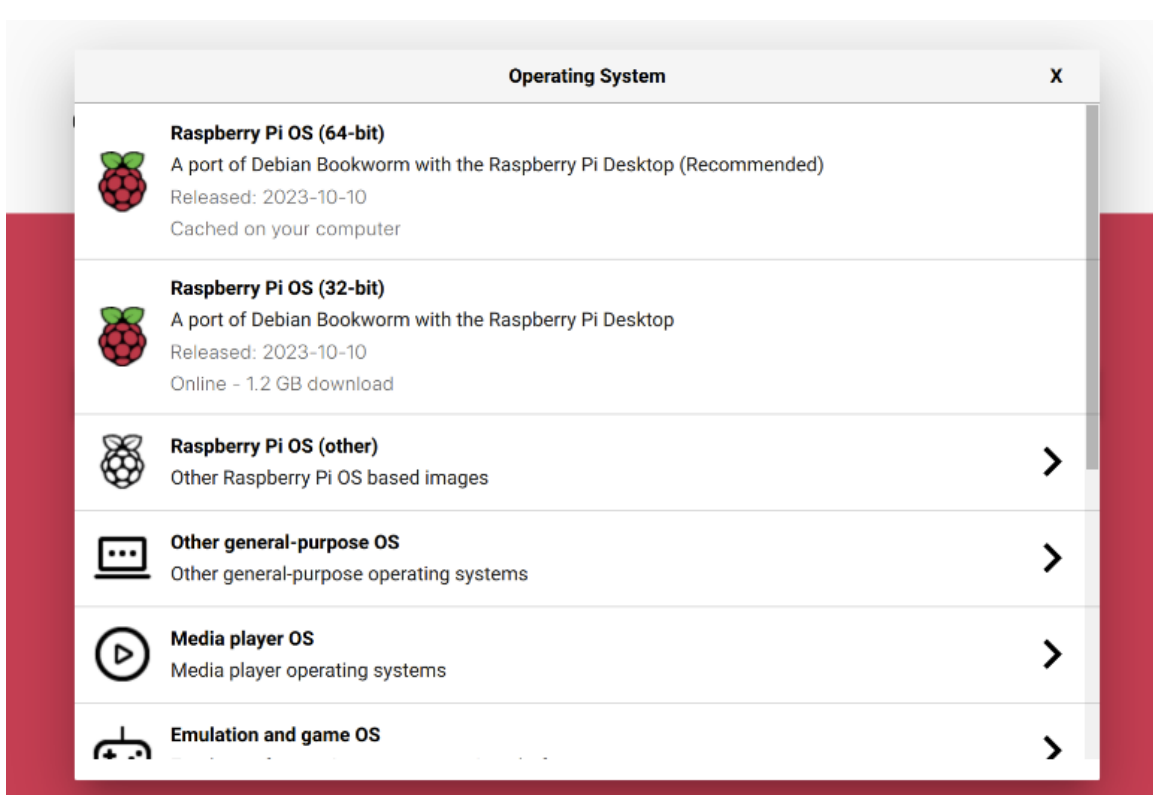 Operating System
X
Raspberry Pi OS (64-bit)
A port of Debian Bookworm with the Raspberry Pi Desktop (Recommended)
Released: 2023-10-10
Cached on your computer
Raspberry Pi OS (32-bit)
A port of Debian Bookworm with the Raspberry Pi Desktop
Released: 2023-10-10
Online - 1.2 GB download
Raspberry Pi OS (other)
Other Raspberry Pi OS based images
Other general-purpose OS
Other general-purpose operating systems
Media player OS
Media player operating systems
Emulation and game OS